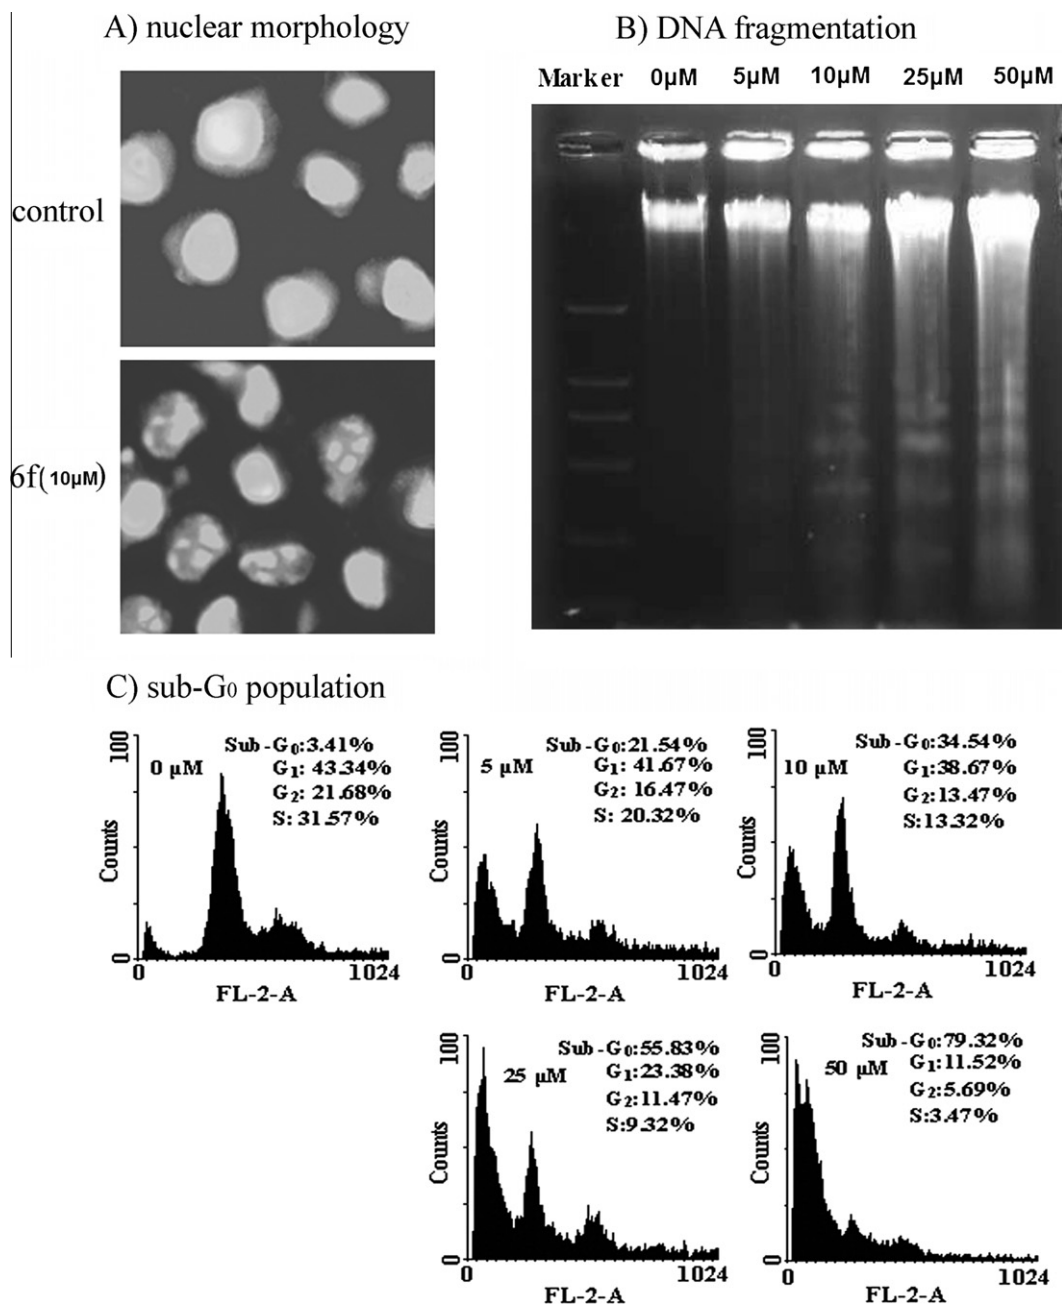 A) nuclear morphology
control
6f(10µM)
B) DNA fragmentation
Marker 0µM 5µM 10µM 25µM 50µM
C) sub-G0 population
100
Counts
0
0 µM
Sub-G0:3.41%
G1: 43.34%
G2: 21.68%
S: 31.57%
0 1024
FL-2-A
100
Counts
0
5 µM
Sub-G0:21.54%
G1: 41.67%
G2: 16.47%
S: 20.32%
0 1024
FL-2-A
100
Counts
0
10 µM
Sub-G0:34.54%
G1:38.67%
G2:13.47%
S:13.32%
0 1024
FL-2-A
100
Counts
0
25 µM
Sub-G0:55.83%
G1:23.38%
G2:11.47%
S:9.32%
0 1024
FL-2-A
100
Counts
0
50 µM
Sub-G0:79.32%
G1:11.52%
G2:5.69%
S:3.47%
0 1024
FL-2-A